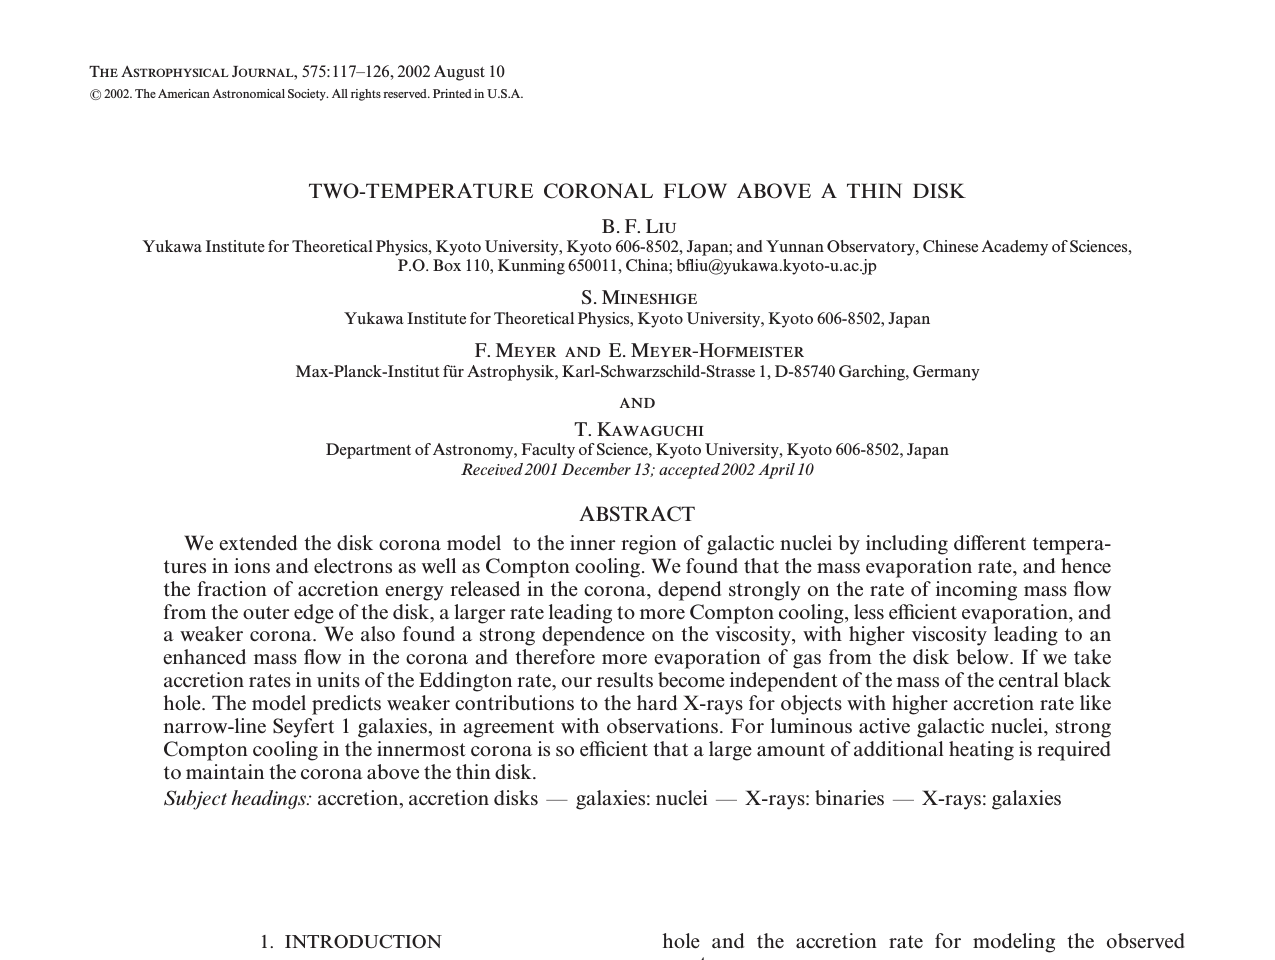 THE ASTROPHYSICAL JOURNAL, 575:117–126, 2002 August 10
© 2002. The American Astronomical Society. All rights reserved. Printed in U.S.A.
TWO-TEMPERATURE CORONAL FLOW ABOVE A THIN DISK
B. F. LIU
Yukawa Institute for Theoretical Physics, Kyoto University, Kyoto 606-8502, Japan; and Yunnan Observatory, Chinese Academy of Sciences,
P.O. Box 110, Kunming 650011, China; bfliu@yukawa.kyoto-u.ac.jp
S. MINESHIGE
Yukawa Institute for Theoretical Physics, Kyoto University, Kyoto 606-8502, Japan
F. MEYER AND E. MEYER-HOFMEISTER
Max-Planck-Institut für Astrophysik, Karl-Schwarzschild-Strasse 1, D-85740 Garching, Germany
AND
T. KAWAGUCHI
Department of Astronomy, Faculty of Science, Kyoto University, Kyoto 606-8502, Japan
Received 2001 December 13; accepted 2002 April 10
ABSTRACT
We extended the disk corona model to the inner region of galactic nuclei by including different tempera-
tures in ions and electrons as well as Compton cooling. We found that the mass evaporation rate, and hence
the fraction of accretion energy released in the corona, depend strongly on the rate of incoming mass flow
from the outer edge of the disk, a larger rate leading to more Compton cooling, less efficient evaporation, and
a weaker corona. We also found a strong dependence on the viscosity, with higher viscosity leading to an
enhanced mass flow in the corona and therefore more evaporation of gas from the disk below. If we take
accretion rates in units of the Eddington rate, our results become independent of the mass of the central black
hole. The model predicts weaker contributions to the hard X-rays for objects with higher accretion rate like
narrow-line Seyfert 1 galaxies, in agreement with observations. For luminous active galactic nuclei, strong
Compton cooling in the innermost corona is so efficient that a large amount of additional heating is required
to maintain the corona above the thin disk.
Subject headings: accretion, accretion disks — galaxies: nuclei — X-rays: binaries — X-rays: galaxies
1. INTRODUCTION
hole and the accretion rate for modeling the observed